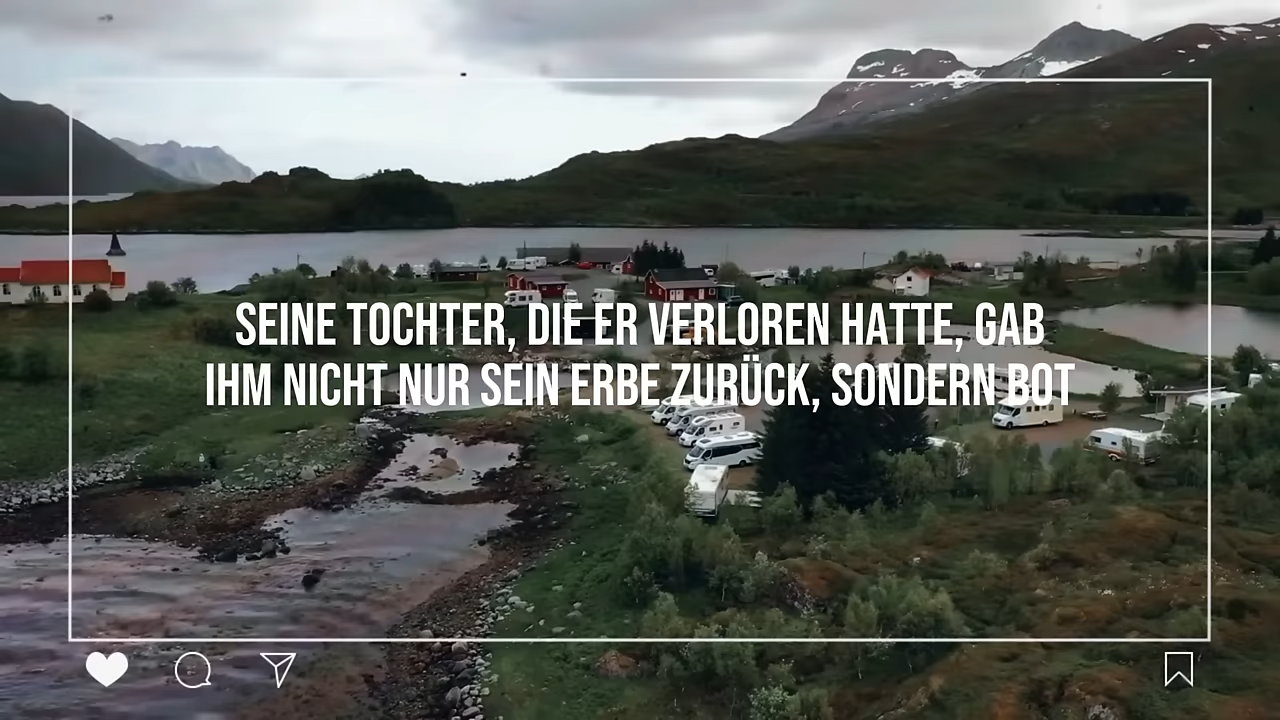 SEINE TOCHTER, DIE ER VERLOREN HATTE, GAB
IHM NICHT NUR SEIN ERBE ZURÜCK, SONDERN BOT